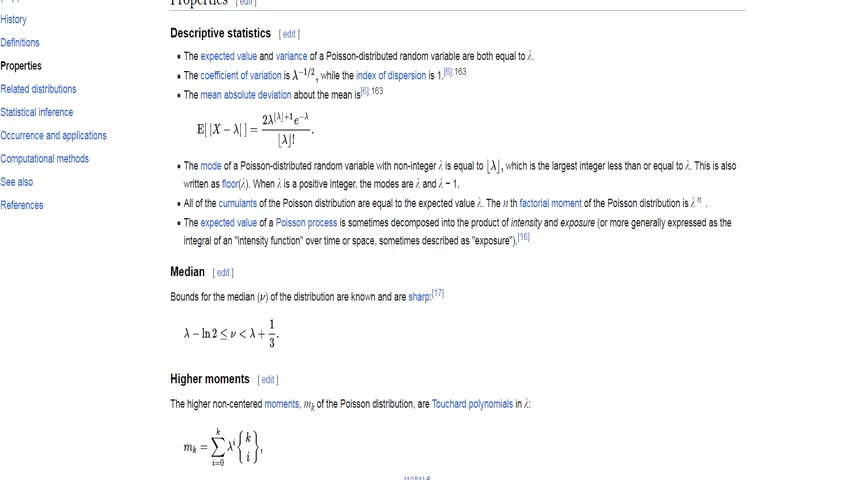 Properties [ edit ]
History
Definitions
Properties
Related distributions
Statistical inference
Occurrence and applications
Computational methods
See also
References
Descriptive statistics [ edit ]
• The expected value and variance of a Poisson-distributed random variable are both equal to λ.
• The coefficient of variation is λ^{−1/2}, while the index of dispersion is 1.[6]:163
• The mean absolute deviation about the mean is[6]:163
E[ |X − λ| ] = 2λ^{⌊λ⌋+1}e^{−λ} / ⌊λ⌋! .
• The mode of a Poisson-distributed random variable with non-integer λ is equal to ⌊λ⌋, which is the largest integer less than or equal to λ. This is also
written as floor(λ). When λ is a positive integer, the modes are λ and λ − 1.
• All of the cumulants of the Poisson distribution are equal to the expected value λ. The n th factorial moment of the Poisson distribution is λ^n .
• The expected value of a Poisson process is sometimes decomposed into the product of intensity and exposure (or more generally expressed as the
integral of an "intensity function" over time or space, sometimes described as "exposure").[16]
Median [ edit ]
Bounds for the median (ν) of the distribution are known and are sharp:[17]
λ − ln 2 ≤ ν < λ + 1/3.
Higher moments [ edit ]
The higher non-centered moments, m_k of the Poisson distribution, are Touchard polynomials in λ:
m_k = ∑_{i=0}^{k} λ^i {k i},